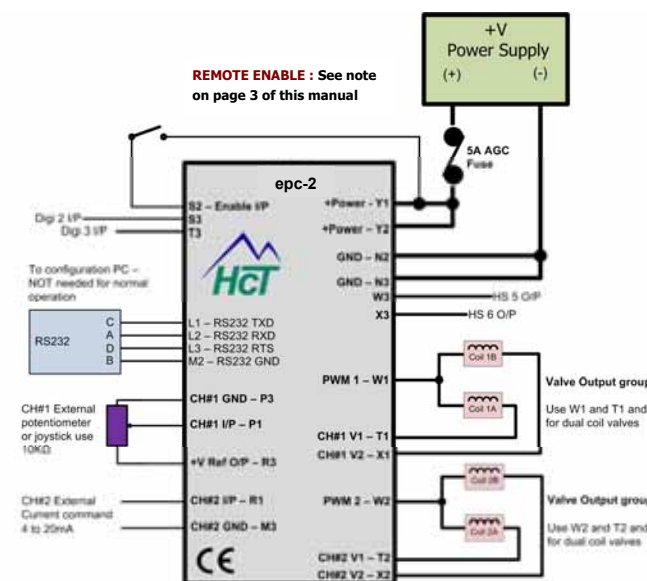 +V
Power Supply
(+) (-)
REMOTE ENABLE : See note
on page 3 of this manual
5A AGC
Fuse
epc-2
S2 – Enable I/P
Digi 2 I/P
S3
Digi 3 I/P
T3
HCT
+Power - Y1
+Power - Y2
GND – N2
GND – N3
W3
HS 5 O/P
X3
HS 6 O/P
To configuration PC –
NOT needed for normal
operation
RS232
C
A
D
B
L1 – RS232 TXD
L2 – RS232 RXD
L3 – RS232 RTS
M2 – RS232 GND
PWM 1 – W1
Coil 1B
Coil 1A
Valve Output group
Use W1 and T1 and
for dual coil valves
CH#1 GND – P3
CH#1 External
potentiometer
or joystick use
10KΩ
CH#1 I/P – P1
+V Ref O/P – R3
CH#1 V1 – T1
CH#1 V2 – X1
CH#2 External
Current command
4 to 20mA
CH#2 I/P – R1
CH#2 GND – M3
PWM 2 – W2
Coil 2B
Coil 2A
Valve Output group
Use W2 and T2 and
for dual coil valves
CE
CH#2 V1 – T2
CH#2 V2 – X2